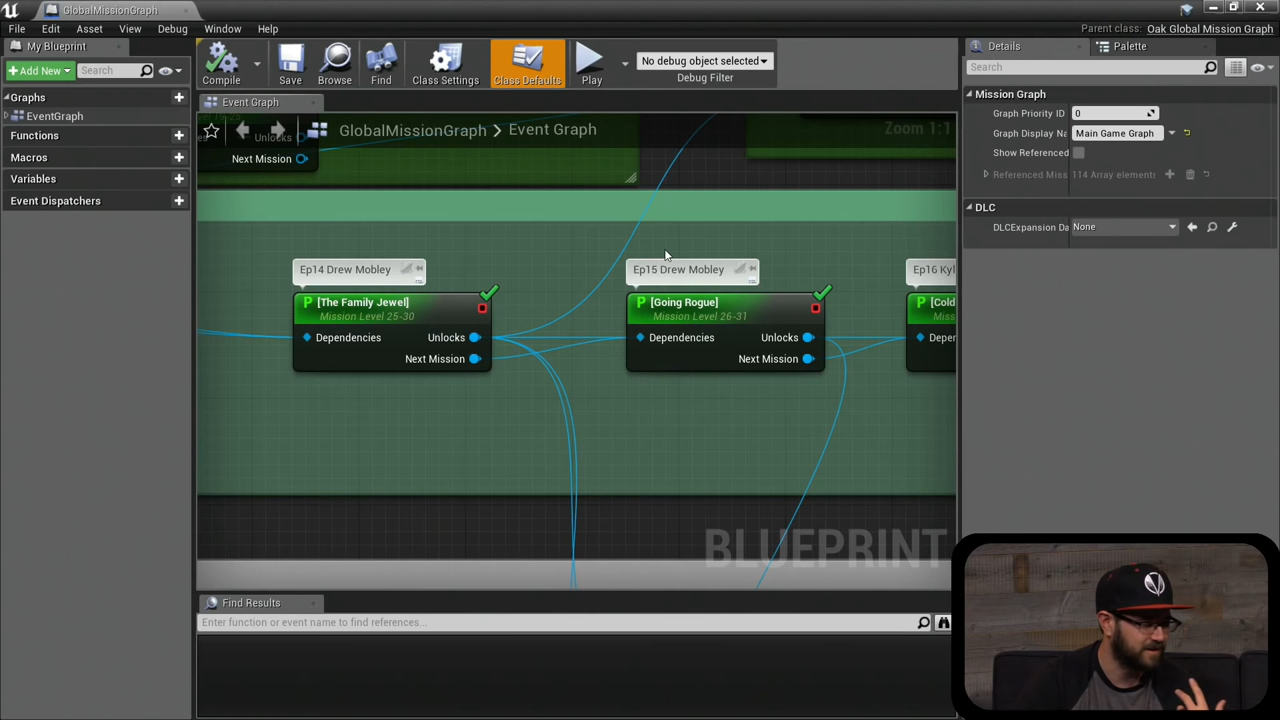 GlobalMissionGraph
File Edit Asset View Debug Window Help
Parent class: Oak Global Mission Graph
My Blueprint
Add New
Search
Graphs
EventGraph
Functions
Macros
Variables
Event Dispatchers
Compile
Save
Browse
Find
Class Settings
Class Defaults
Play
No debug object selected
Debug Filter
Event Graph
GlobalMissionGraph > Event Graph
Zoom 1:1
Unlocks
Next Mission
Ep14 Drew Mobley
P [The Family Jewel]
Mission Level 25-30
Dependencies Unlocks
Next Mission
Ep15 Drew Mobley
P [Going Rogue]
Mission Level 26-31
Dependencies Unlocks
Next Mission
Ep16 Kyl
P [Cold
Miss
Deper
BLUEPRINT
Find Results
Enter function or event name to find references...
Details
Palette
Search
Mission Graph
Graph Priority ID 0
Graph Display Na Main Game Graph
Show Referenced
Referenced Miss 114 Array elements
DLC
DLCExpansion Da None